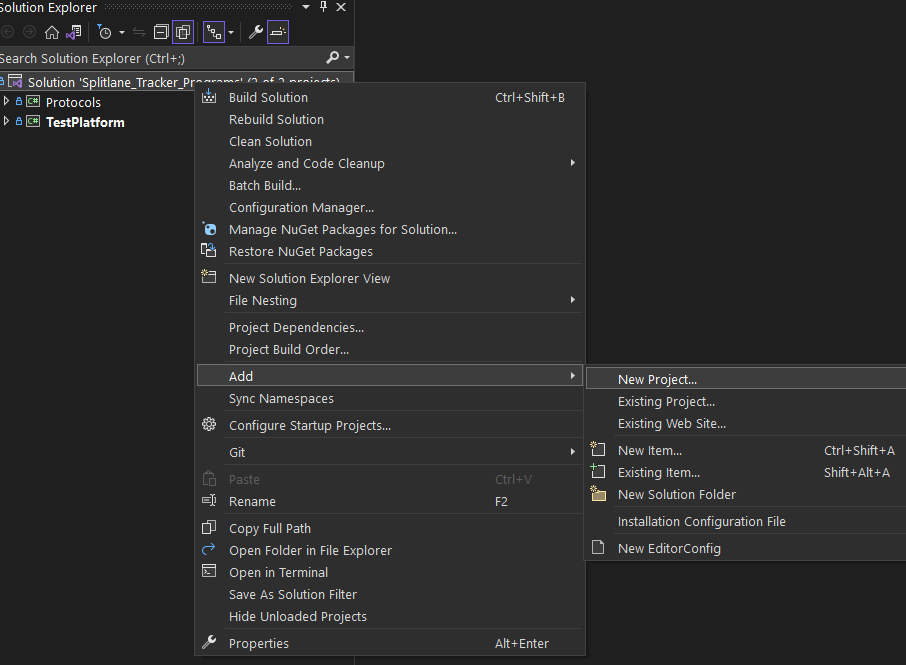 Solution Explorer
Search Solution Explorer (Ctrl+;)
Solution 'Splitlane_Tracker_Programs' (2 of 2 projects)
C# Protocols
C# TestPlatform
Build Solution Ctrl+Shift+B
Rebuild Solution
Clean Solution
Analyze and Code Cleanup
Batch Build...
Configuration Manager...
Manage NuGet Packages for Solution...
Restore NuGet Packages
New Solution Explorer View
File Nesting
Project Dependencies...
Project Build Order...
Add
Sync Namespaces
Configure Startup Projects...
Git
Paste Ctrl+V
Rename F2
Copy Full Path
Open Folder in File Explorer
Open in Terminal
Save As Solution Filter
Hide Unloaded Projects
Properties Alt+Enter
New Project...
Existing Project...
Existing Web Site...
New Item... Ctrl+Shift+A
Existing Item... Shift+Alt+A
New Solution Folder
Installation Configuration File
New EditorConfig